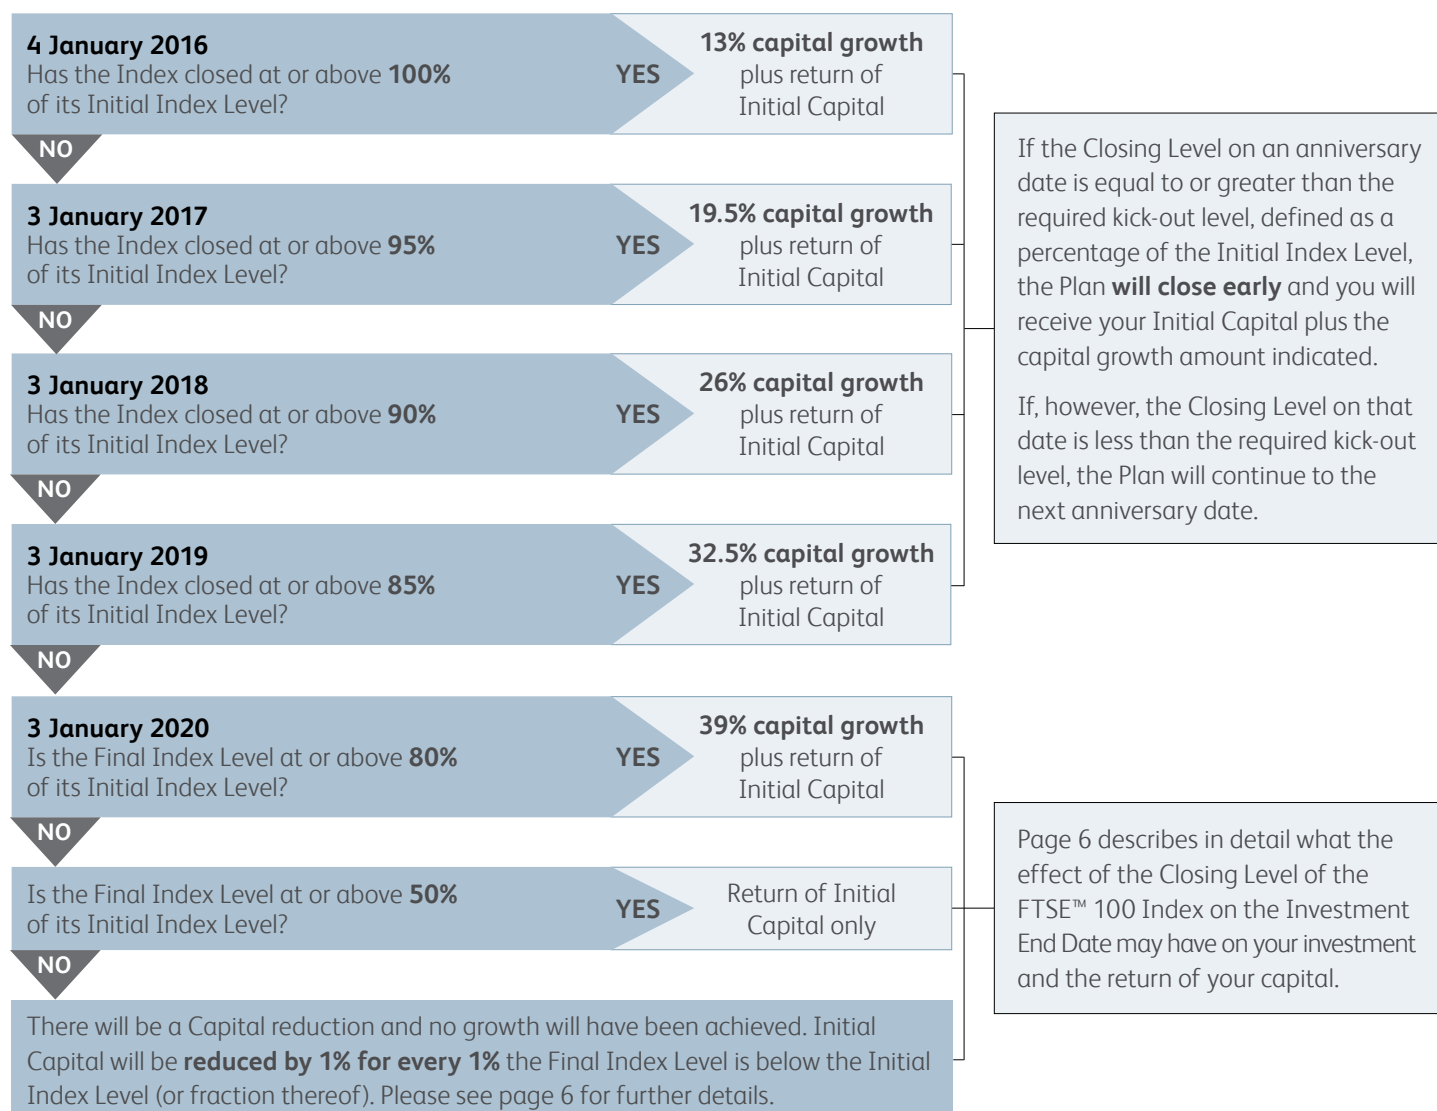 4 January 2016
Has the Index closed at or above 100%
of its Initial Index Level?
YES
13% capital growth
plus return of
Initial Capital
NO
3 January 2017
Has the Index closed at or above 95%
of its Initial Index Level?
YES
19.5% capital growth
plus return of
Initial Capital
NO
3 January 2018
Has the Index closed at or above 90%
of its Initial Index Level?
YES
26% capital growth
plus return of
Initial Capital
NO
3 January 2019
Has the Index closed at or above 85%
of its Initial Index Level?
YES
32.5% capital growth
plus return of
Initial Capital
NO
If the Closing Level on an anniversary
date is equal to or greater than the
required kick-out level, defined as a
percentage of the Initial Index Level,
the Plan will close early and you will
receive your Initial Capital plus the
capital growth amount indicated.
If, however, the Closing Level on that
date is less than the required kick-out
level, the Plan will continue to the
next anniversary date.
3 January 2020
Is the Final Index Level at or above 80%
of its Initial Index Level?
YES
39% capital growth
plus return of
Initial Capital
NO
Is the Final Index Level at or above 50%
of its Initial Index Level?
YES
Return of Initial
Capital only
NO
There will be a Capital reduction and no growth will have been achieved. Initial
Capital will be reduced by 1% for every 1% the Final Index Level is below the Initial
Index Level (or fraction thereof). Please see page 6 for further details.
Page 6 describes in detail what the
effect of the Closing Level of the
FTSE™ 100 Index on the Investment
End Date may have on your investment
and the return of your capital.